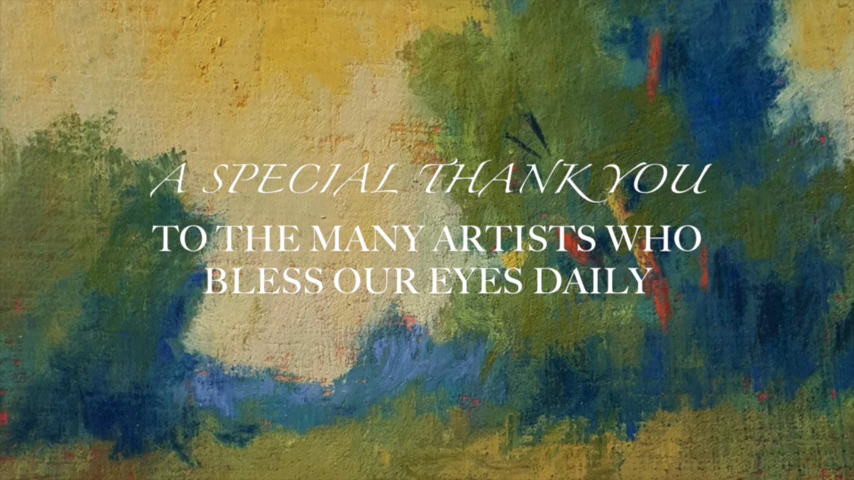 A SPECIAL THANK YOU
TO THE MANY ARTISTS WHO
BLESS OUR EYES DAILY